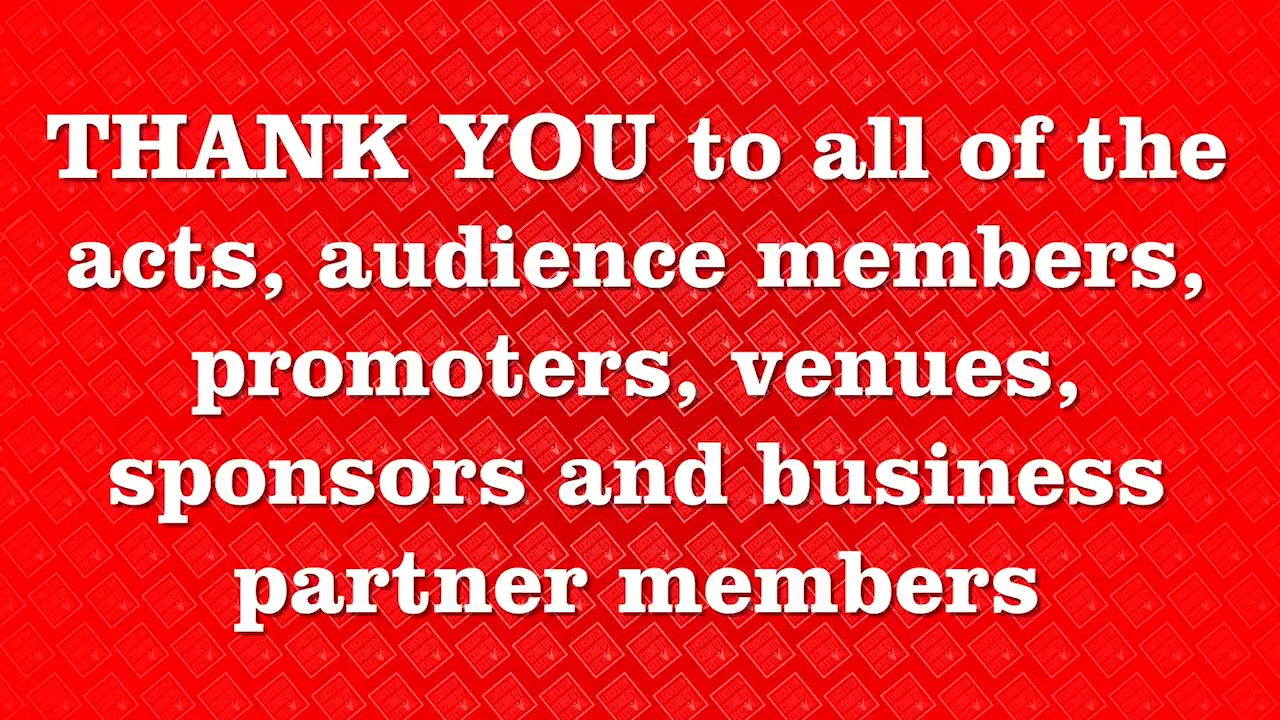 THANK YOU to all of the
acts, audience members,
promoters, venues,
sponsors and business
partner members